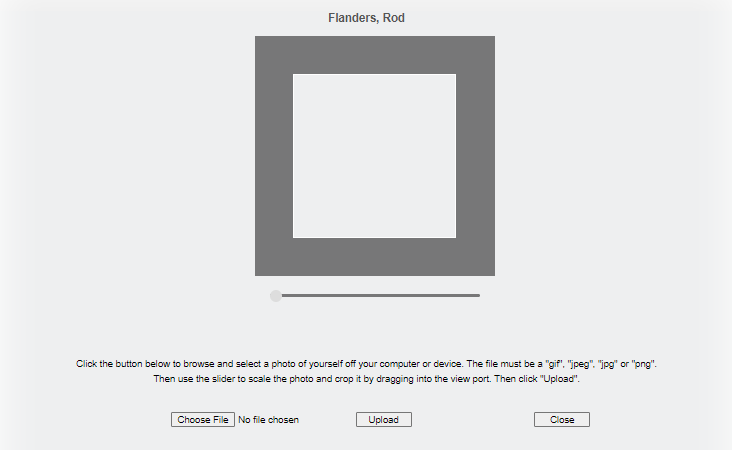 Flanders, Rod
Click the button below to browse and select a photo of yourself off your computer or device. The file must be a "gif", "jpeg", "jpg" or "png".
Then use the slider to scale the photo and crop it by dragging into the view port. Then click "Upload".
Choose File No file chosen Upload Close